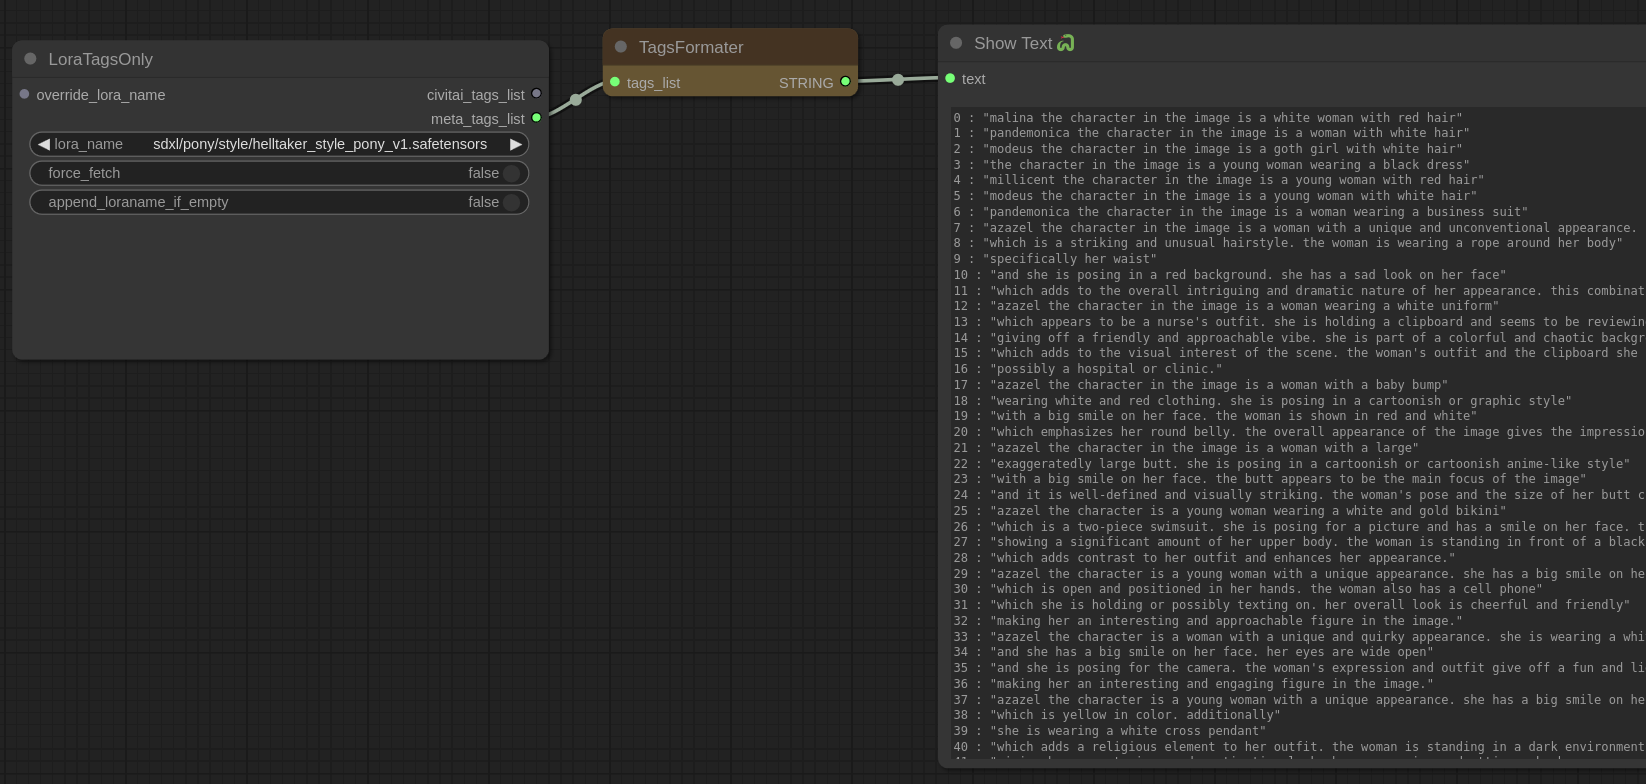 LoraTagsOnly
override_lora_name
civitai_tags_list
meta_tags_list
lora_name sdxl/pony/style/helltaker_style_pony_v1.safetensors
force_fetch false
append_loraname_if_empty false
TagsFormater
tags_list STRING
Show Text
text
0 : "malina the character in the image is a white woman with red hair"
1 : "pandemonica the character in the image is a woman with white hair"
2 : "modeus the character in the image is a goth girl with white hair"
3 : "the character in the image is a young woman wearing a black dress"
4 : "millicent the character in the image is a young woman with red hair"
5 : "modeus the character in the image is a young woman with white hair"
6 : "pandemonica the character in the image is a woman wearing a business suit"
7 : "azazel the character in the image is a woman with a unique and unconventional appearance.
8 : "which is a striking and unusual hairstyle. the woman is wearing a rope around her body"
9 : "specifically her waist"
10 : "and she is posing in a red background. she has a sad look on her face"
11 : "which adds to the overall intriguing and dramatic nature of her appearance. this combinat
12 : "azazel the character in the image is a woman wearing a white uniform"
13 : "which appears to be a nurse's outfit. she is holding a clipboard and seems to be reviewin
14 : "giving off a friendly and approachable vibe. she is part of a colorful and chaotic backgr
15 : "which adds to the visual interest of the scene. the woman's outfit and the clipboard she
16 : "possibly a hospital or clinic."
17 : "azazel the character in the image is a woman with a baby bump"
18 : "wearing white and red clothing. she is posing in a cartoonish or graphic style"
19 : "with a big smile on her face. the woman is shown in red and white"
20 : "which emphasizes her round belly. the overall appearance of the image gives the impressio
21 : "azazel the character in the image is a woman with a large"
22 : "exaggeratedly large butt. she is posing in a cartoonish or cartoonish anime-like style"
23 : "with a big smile on her face. the butt appears to be the main focus of the image"
24 : "and it is well-defined and visually striking. the woman's pose and the size of her butt c
25 : "azazel the character is a young woman wearing a white and gold bikini"
26 : "which is a two-piece swimsuit. she is posing for a picture and has a smile on her face. t
27 : "showing a significant amount of her upper body. the woman is standing in front of a black
28 : "which adds contrast to her outfit and enhances her appearance."
29 : "azazel the character is a young woman with a unique appearance. she has a big smile on he
30 : "which is open and positioned in her hands. the woman also has a cell phone"
31 : "which she is holding or possibly texting on. her overall look is cheerful and friendly"
32 : "making her an interesting and approachable figure in the image."
33 : "azazel the character is a woman with a unique and quirky appearance. she is wearing a whi
34 : "and she has a big smile on her face. her eyes are wide open"
35 : "and she is posing for the camera. the woman's expression and outfit give off a fun and li
36 : "making her an interesting and engaging figure in the image."
37 : "azazel the character is a young woman with a unique appearance. she has a big smile on he
38 : "which is yellow in color. additionally"
39 : "she is wearing a white cross pendant"
40 : "which adds a religious element to her outfit. the woman is standing in a dark environment